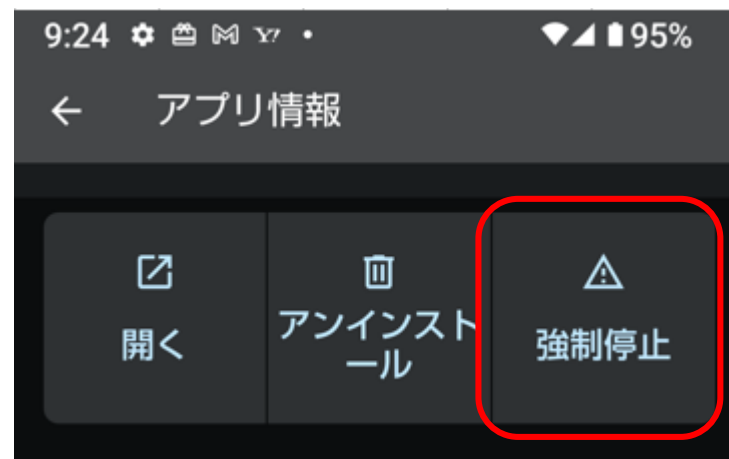 9:24 Y! 95%
アプリ情報
開く
アンインスト
ール
強制停止